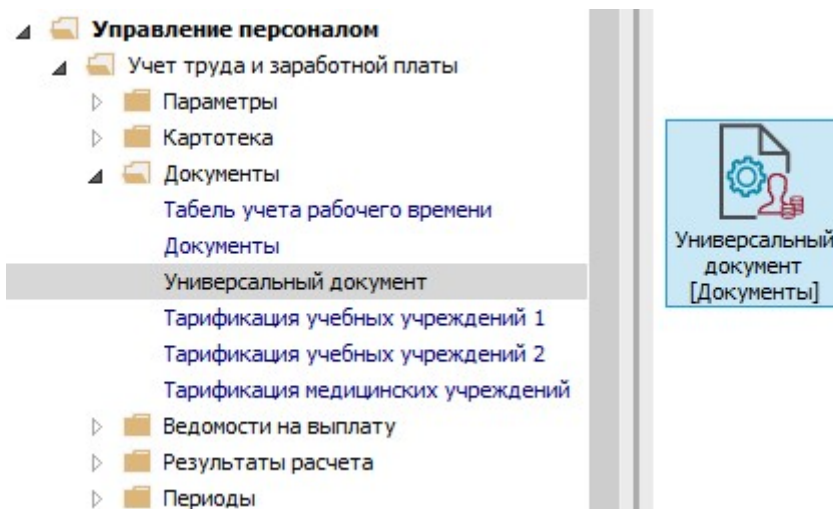 Управление персоналом
Учет труда и заработной платы
Параметры
Картотека
Документы
Табель учета рабочего времени
Документы
Универсальный документ
Тарификация учебных учреждений 1
Тарификация учебных учреждений 2
Тарификация медицинских учреждений
Ведомости на выплату
Результаты расчета
Периоды
Универсальный
документ
[Документы]